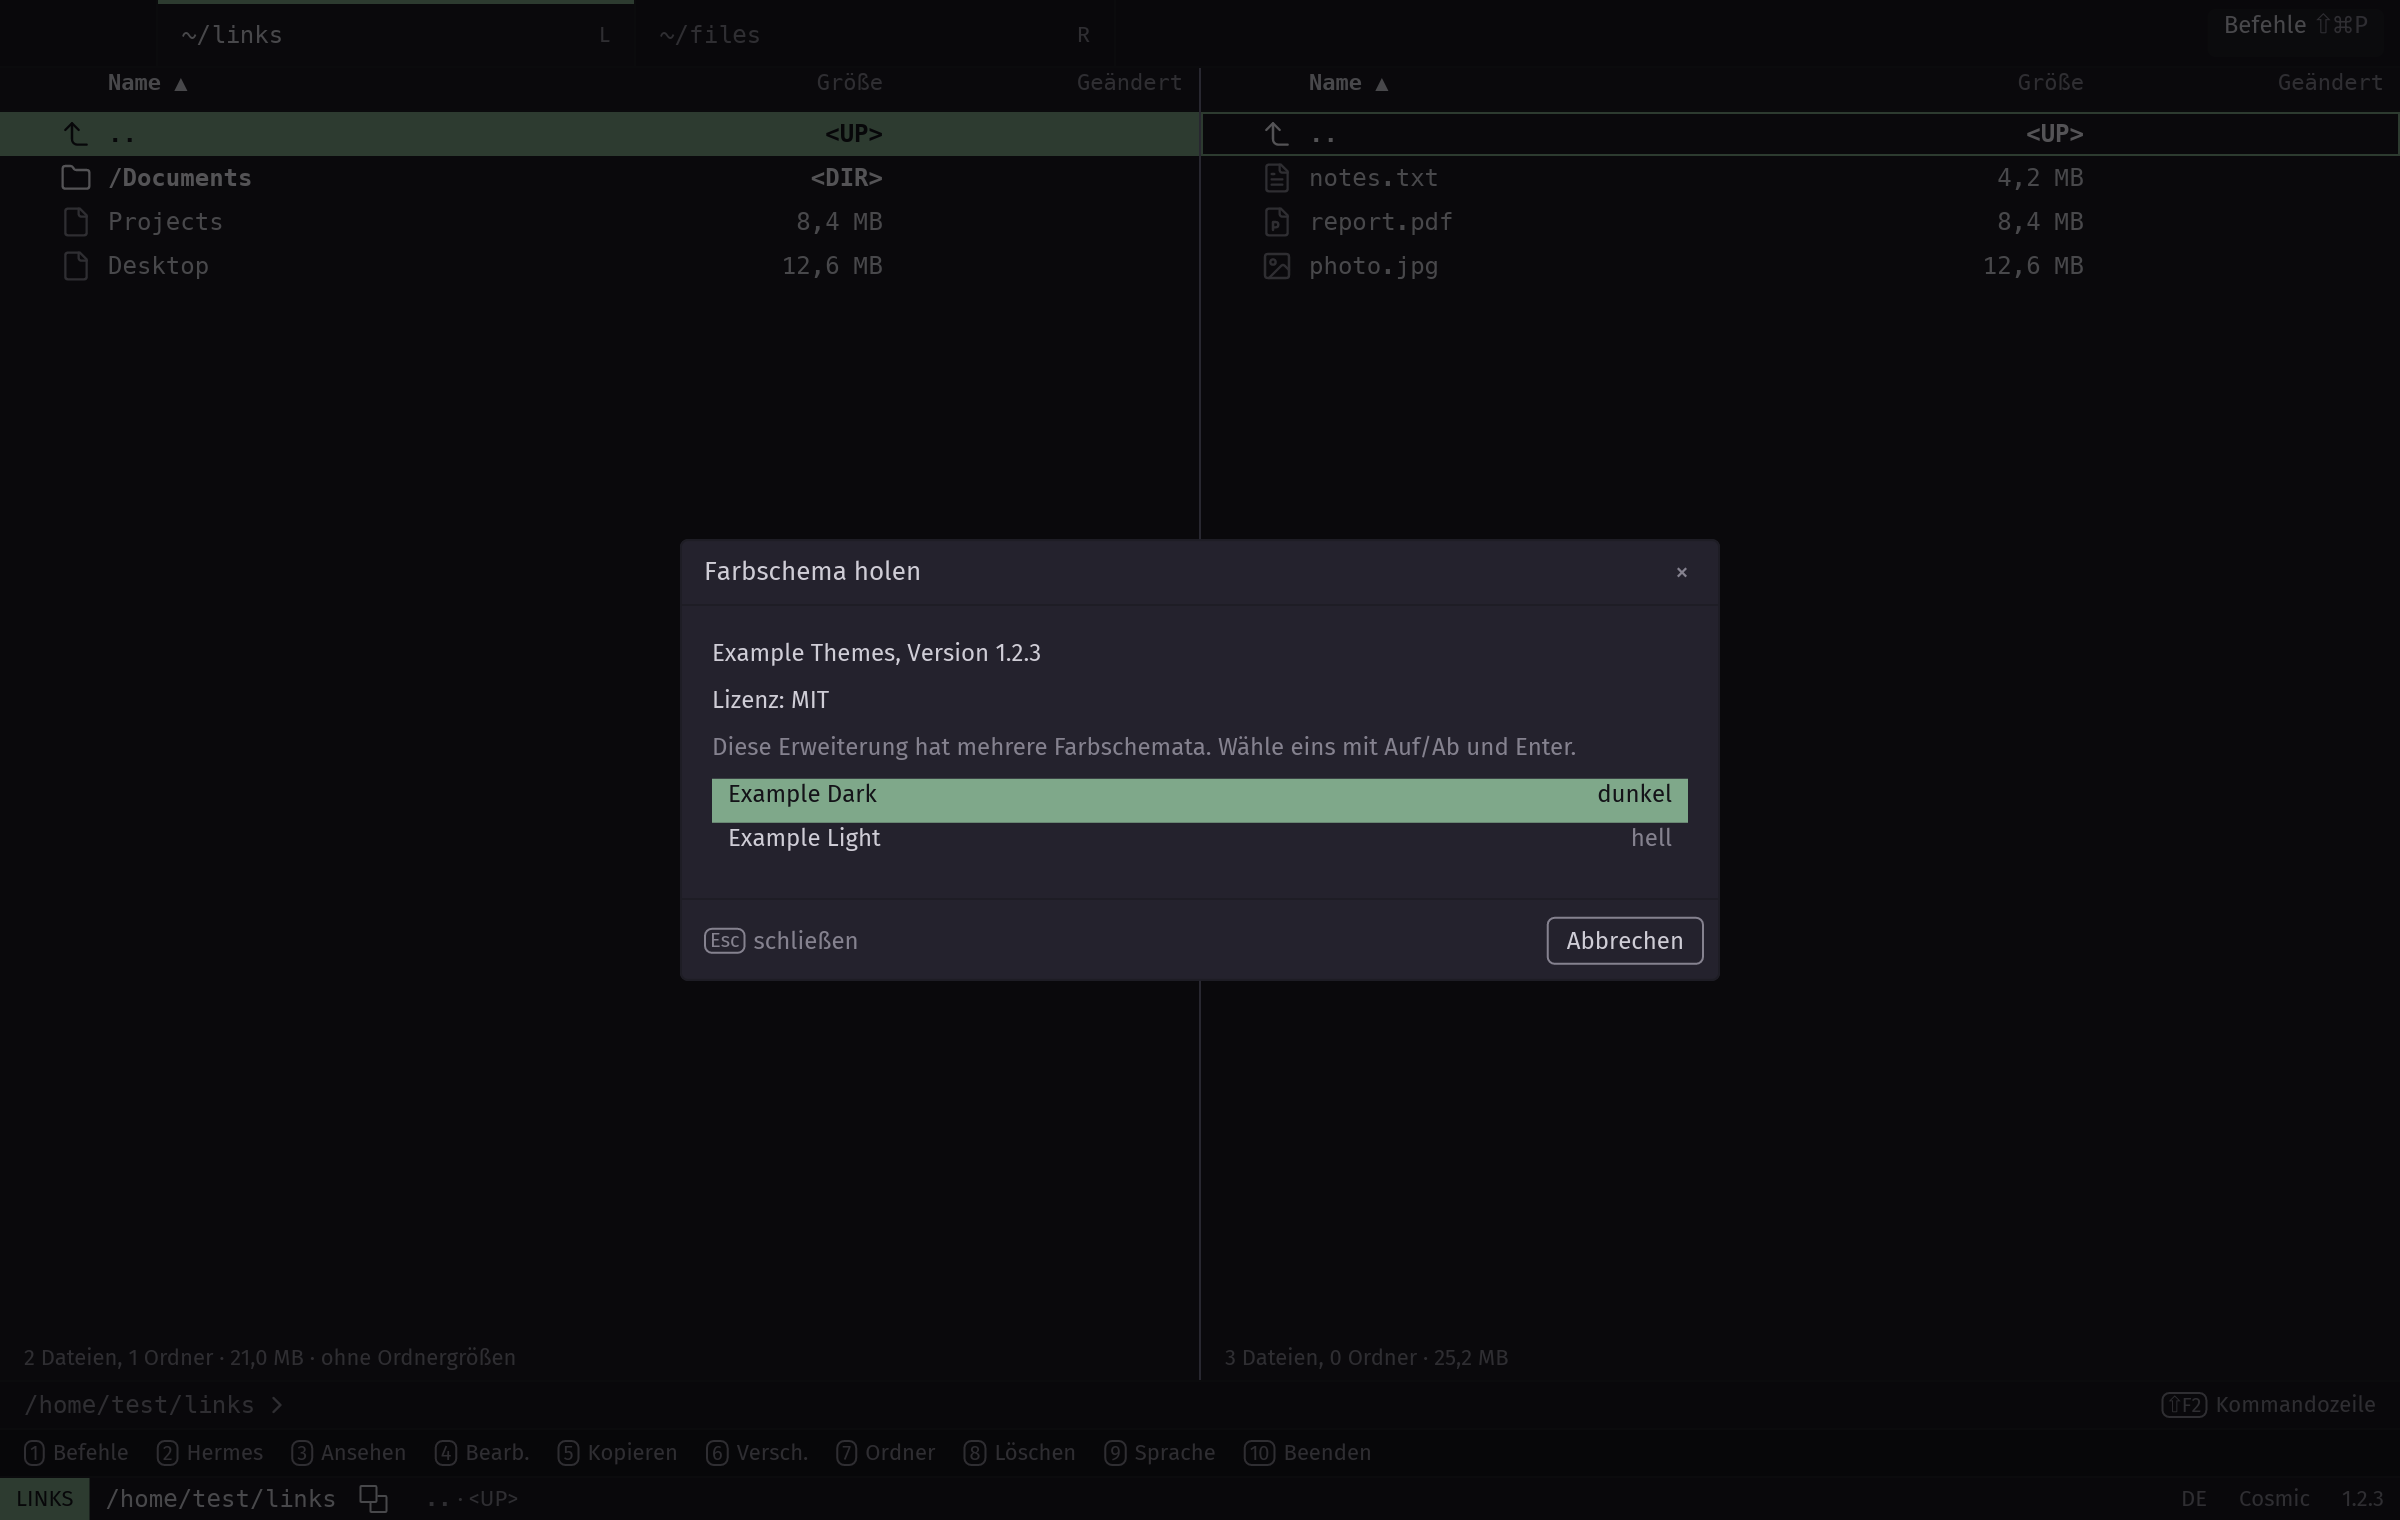 ~/links L ~/files R Befehle ⇧⌘P
Name ▲ Größe Geändert Name ▲ Größe Geändert
.. <UP> .. <UP>
/Documents <DIR> notes.txt 4,2 MB
Projects 8,4 MB report.pdf 8,4 MB
Desktop 12,6 MB photo.jpg 12,6 MB
Farbschema holen ×
Example Themes, Version 1.2.3
Lizenz: MIT
Diese Erweiterung hat mehrere Farbschemata. Wähle eins mit Auf/Ab und Enter.
Example Dark dunkel
Example Light hell
Esc schließen Abbrechen
2 Dateien, 1 Ordner · 21,0 MB · ohne Ordnergrößen 3 Dateien, 0 Ordner · 25,2 MB
/home/test/links > ⇧F2 Kommandozeile
1 Befehle 2 Hermes 3 Ansehen 4 Bearb. 5 Kopieren 6 Versch. 7 Ordner 8 Löschen 9 Sprache 10 Beenden
LINKS /home/test/links .. · <UP> DE Cosmic 1.2.3